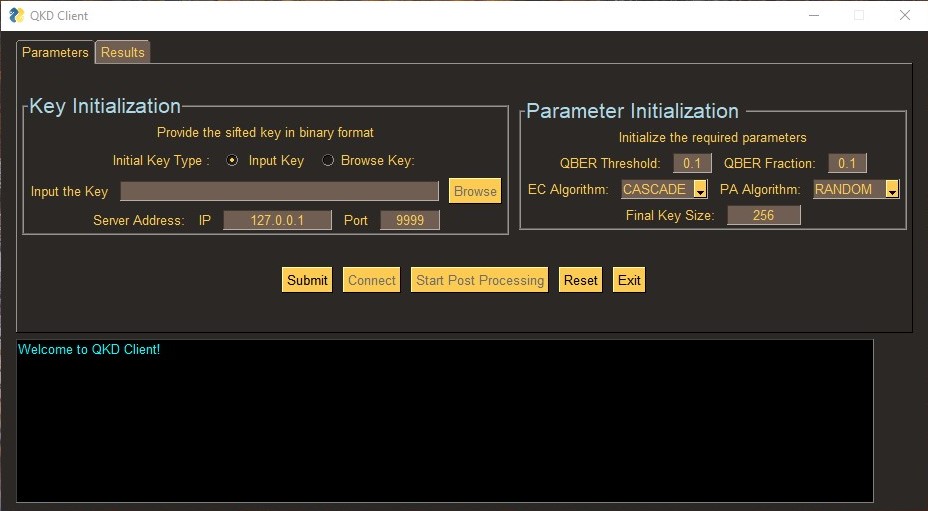 QKD Client
Parameters Results
Key Initialization
Provide the sifted key in binary format
Initial Key Type : Input Key Browse Key:
Input the Key Browse
Server Address: IP 127.0.0.1 Port 9999
Parameter Initialization
Initialize the required parameters
QBER Threshold: 0.1 QBER Fraction: 0.1
EC Algorithm: CASCADE PA Algorithm: RANDOM
Final Key Size: 256
Submit Connect Start Post Processing Reset Exit
Welcome to QKD Client!